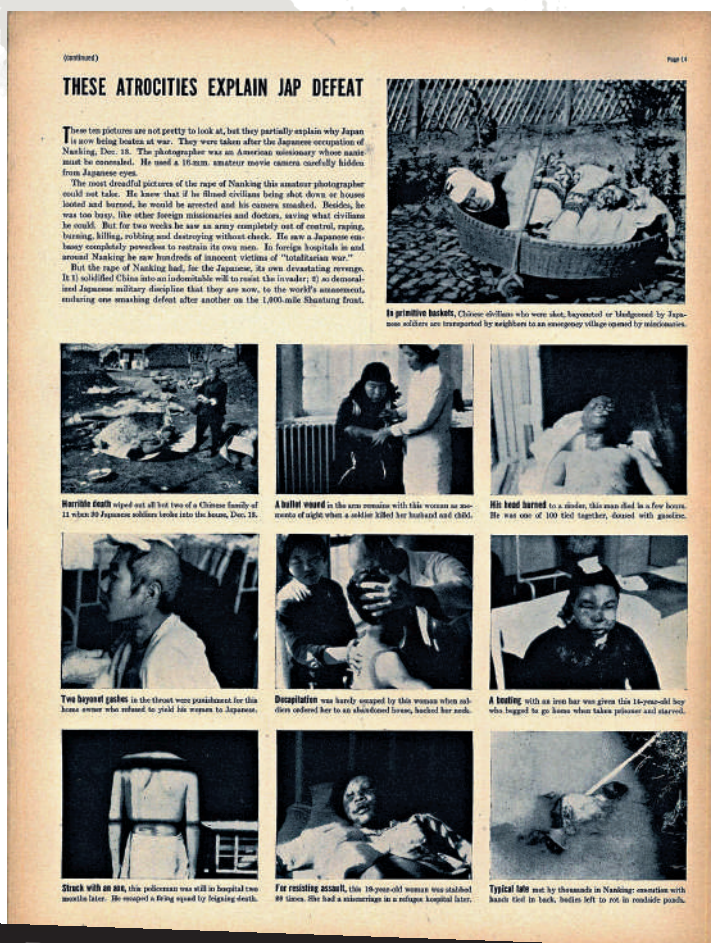 (continued)
Page 14
THESE ATROCITIES EXPLAIN JAP DEFEAT
These ten pictures are not pretty to look at, but they partially explain why Japan
is now being beaten at war. They were taken after the Japanese occupation of
Nanking, Dec. 13. The photographer was an American missionary whose name
must be concealed. He used a 16-mm. amateur movie camera carefully hidden
from Japanese eyes.
The most dreadful pictures of the rape of Nanking this amateur photographer
could not take. He knew that if he filmed civilians being shot down or houses
looted and burned, he would be arrested and his camera smashed. Besides, he
was too busy, like other foreign missionaries and doctors, saving what civilians
he could. But for two weeks he saw an army completely out of control, raping,
burning, killing, robbing and destroying without check. He saw a Japanese em-
bassy completely powerless to restrain its own men. In foreign hospitals in and
around Nanking he saw hundreds of innocent victims of "totalitarian war."
But the rape of Nanking had, for the Japanese, its own devastating revenge.
It 1) solidified China into an indomitable will to resist the invader; 2) so demoral-
ized Japanese military discipline that they are now, to the world's amazement,
enduring one smashing defeat after another on the 1,000-mile Shantung front.
In primitive baskets, Chinese civilians who were shot, bayoneted or bludgeoned by Japa-
nese soldiers are transported by neighbors to an emergency village opened by missionaries.
Horrible death wiped out all but two of a Chinese family of
11 when 30 Japanese soldiers broke into the house, Dec. 13.
A bullet wound in the arm remains with this woman as me-
mento of night when a soldier killed her husband and child.
His head burned to a cinder, this man died in a few hours.
He was one of 100 tied together, doused with gasoline.
Two bayonet gashes in the throat were punishment for this
home owner who refused to yield his women to Japanese.
Decapitation was barely escaped by this woman when sol-
diers ordered her to an abandoned house, hacked her neck.
A beating with an iron bar was given this 14-year-old boy
who begged to go home when taken prisoner and starved.
Struck with an axe, this policeman was still in hospital two
months later. He escaped a firing squad by feigning death.
For resisting assault, this 19-year-old woman was stabbed
times. She had a miscarriage in a refugee hospital later.
Typical fate met by thousands in Nanking: execution with
hands tied in back, bodies left to rot in roadside ponds.